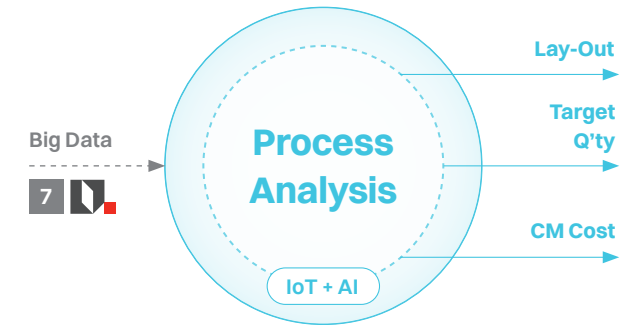 Big Data
7
Process
Analysis
IoT + AI
Lay-Out
Target
Q’ty
CM Cost